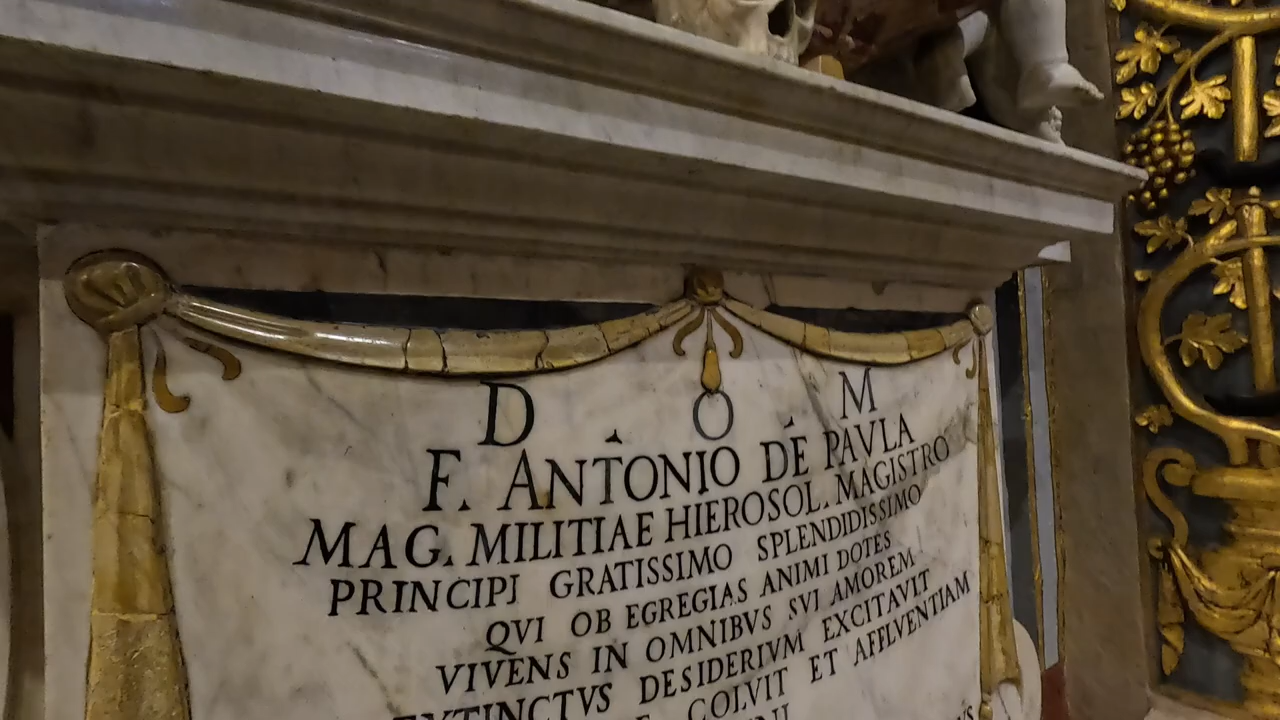 D O M
F. ANTONIO DE PAVLA
MAG. MILITIAE HIEROSOL. MAGISTRO
PRINCIPI GRATISSIMO SPLENDIDISSIMO
QVI OB EGREGIAS ANIMI DOTES
VIVENS IN OMNIBVS SVI AMOREM
EXTINCTVS DESIDERIVM EXCITAVIT
COLVIT ET AFFLVENTIAM